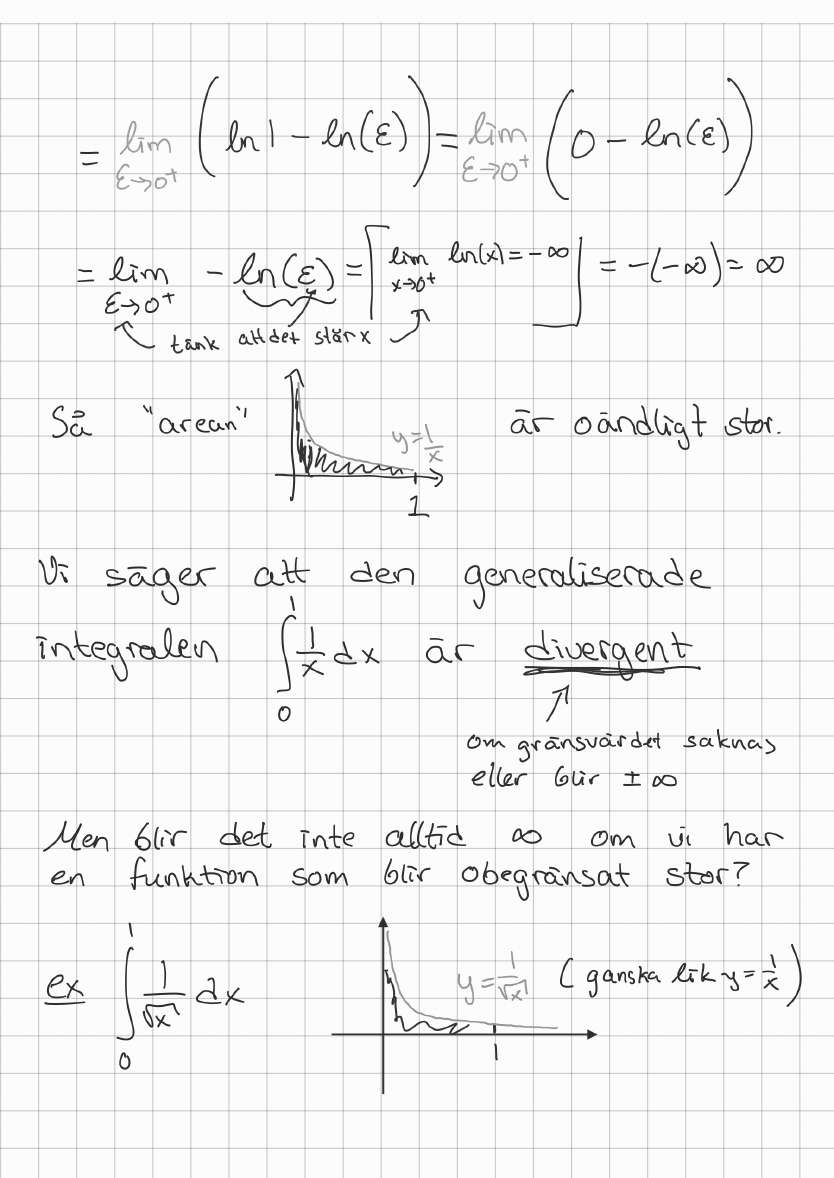 = lim ε→0⁺ (ln 1 − ln(ε)) = lim ε→0⁺ (0 − ln(ε))
= lim ε→0⁺ − ln(ε) = [lim x→0⁺ ln(x) = −∞] = −(−∞) = ∞
tänk att det står x
Så "arean" är oändligt stor.
y = 1/x
1
Vi säger att den generaliserade
integralen ∫₀¹ 1/x dx är divergent
om gränsvärdet saknas
eller blir ± ∞
Men blir det inte alltid ∞ om vi har
en funktion som blir obegränsat stor?
ex ∫₀¹ 1/√x dx y = 1/√x (ganska lik y = 1/x)
1